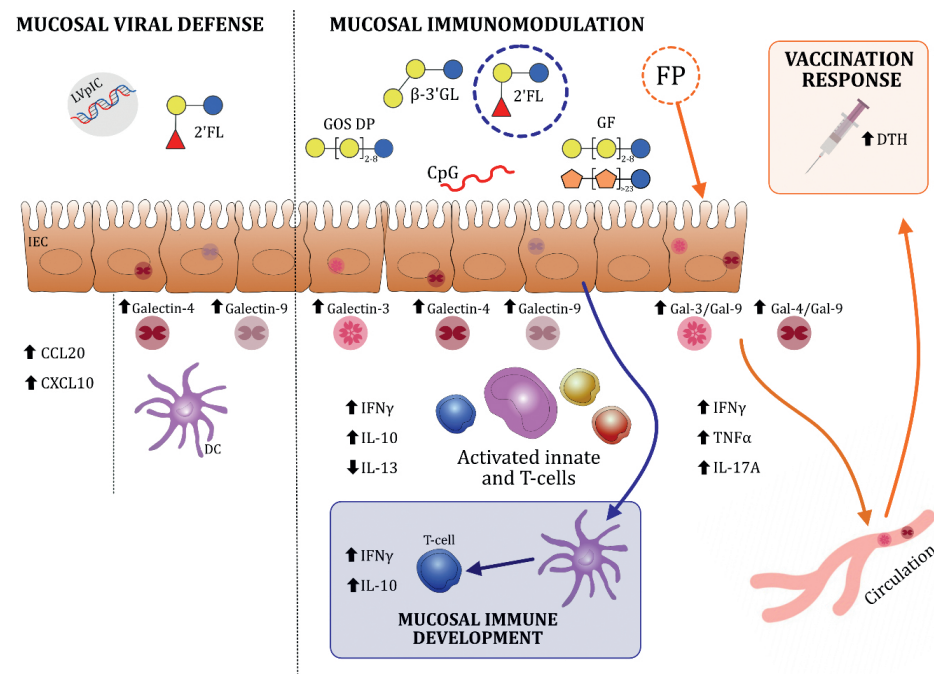 MUCOSAL VIRAL DEFENSE
LVpIC
2'FL
IEC
Galectin-4
Galectin-9
CCL20
CXCL10
DC
MUCOSAL IMMUNOMODULATION
β-3'GL
2'FL
FP
GOS DP
2-8
GF
2-8
>23
CpG
Galectin-3
Galectin-4
Galectin-9
Gal-3/Gal-9
Gal-4/Gal-9
IFNγ
IL-10
IL-13
Activated innate
and T-cells
IFNγ
TNFα
IL-17A
IFNγ
IL-10
T-cell
MUCOSAL IMMUNE
DEVELOPMENT
VACCINATION
RESPONSE
DTH
Circulation